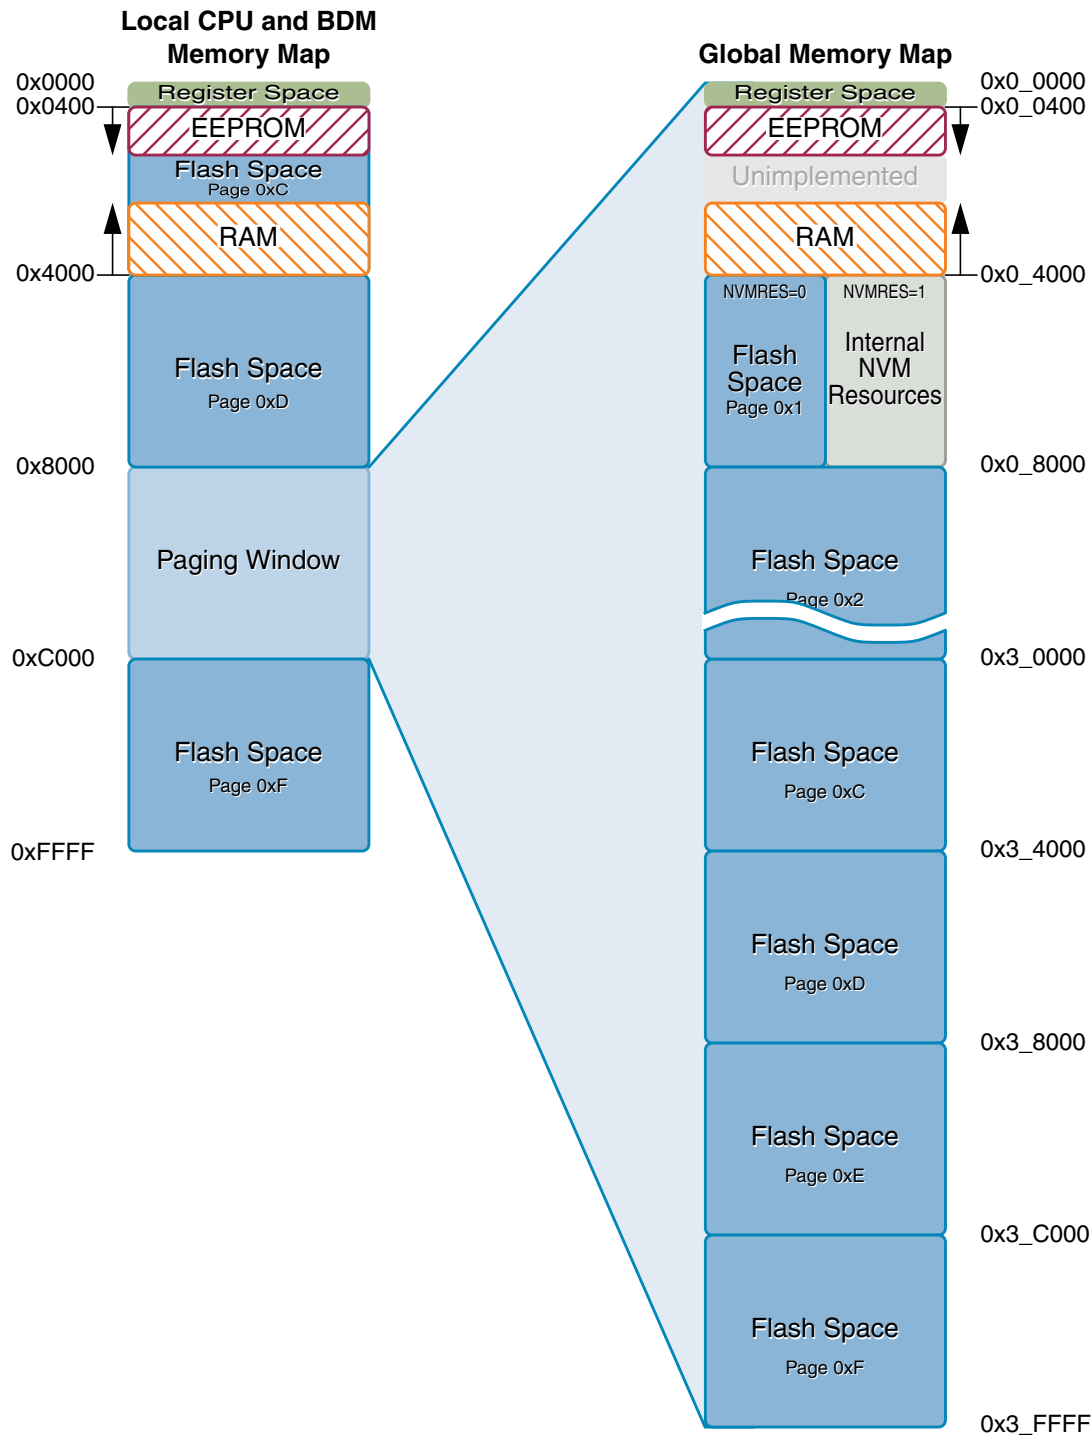 Local CPU and BDM
Memory Map
0x0000
0x0400
Register Space
EEPROM
Flash Space
Page 0xC
RAM
0x4000
Flash Space
Page 0xD
0x8000
Paging Window
0xC000
Flash Space
Page 0xF
0xFFFF
Global Memory Map
0x0_0000
0x0_0400
Register Space
EEPROM
Unimplemented
RAM
0x0_4000
NVMRES=0
NVMRES=1
Flash
Space
Page 0x1
Internal
NVM
Resources
0x0_8000
Flash Space
Page 0x2
0x3_0000
Flash Space
Page 0xC
0x3_4000
Flash Space
Page 0xD
0x3_8000
Flash Space
Page 0xE
0x3_C000
Flash Space
Page 0xF
0x3_FFFF